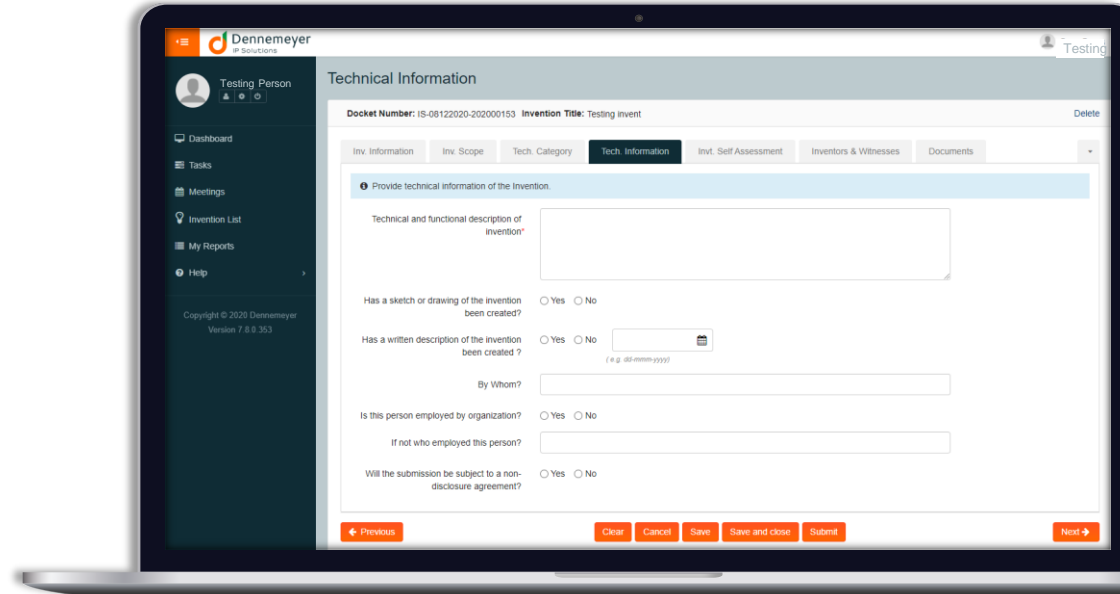 Dennemeyer
IP Solutions
Testing
Testing Person
Technical Information
Docket Number: IS-08122020-202000153 Invention Title: Testing invent
Delete
Dashboard
Tasks
Meetings
Invention List
My Reports
Help
Copyright © 2020 Dennemeyer
Version 7.8.0.353
Inv. Information
Inv. Scope
Tech. Category
Tech. Information
Invt. Self Assessment
Inventors & Witnesses
Documents
Provide technical information of the Invention.
Technical and functional description of
invention*
Has a sketch or drawing of the invention
been created?
Yes No
Has a written description of the invention
been created ?
Yes No
( e.g. dd-mmm-yyyy)
By Whom?
Is this person employed by organization?
Yes No
If not who employed this person?
Will the submission be subject to a non-
disclosure agreement?
Yes No
Previous
Clear
Cancel
Save
Save and close
Submit
Next